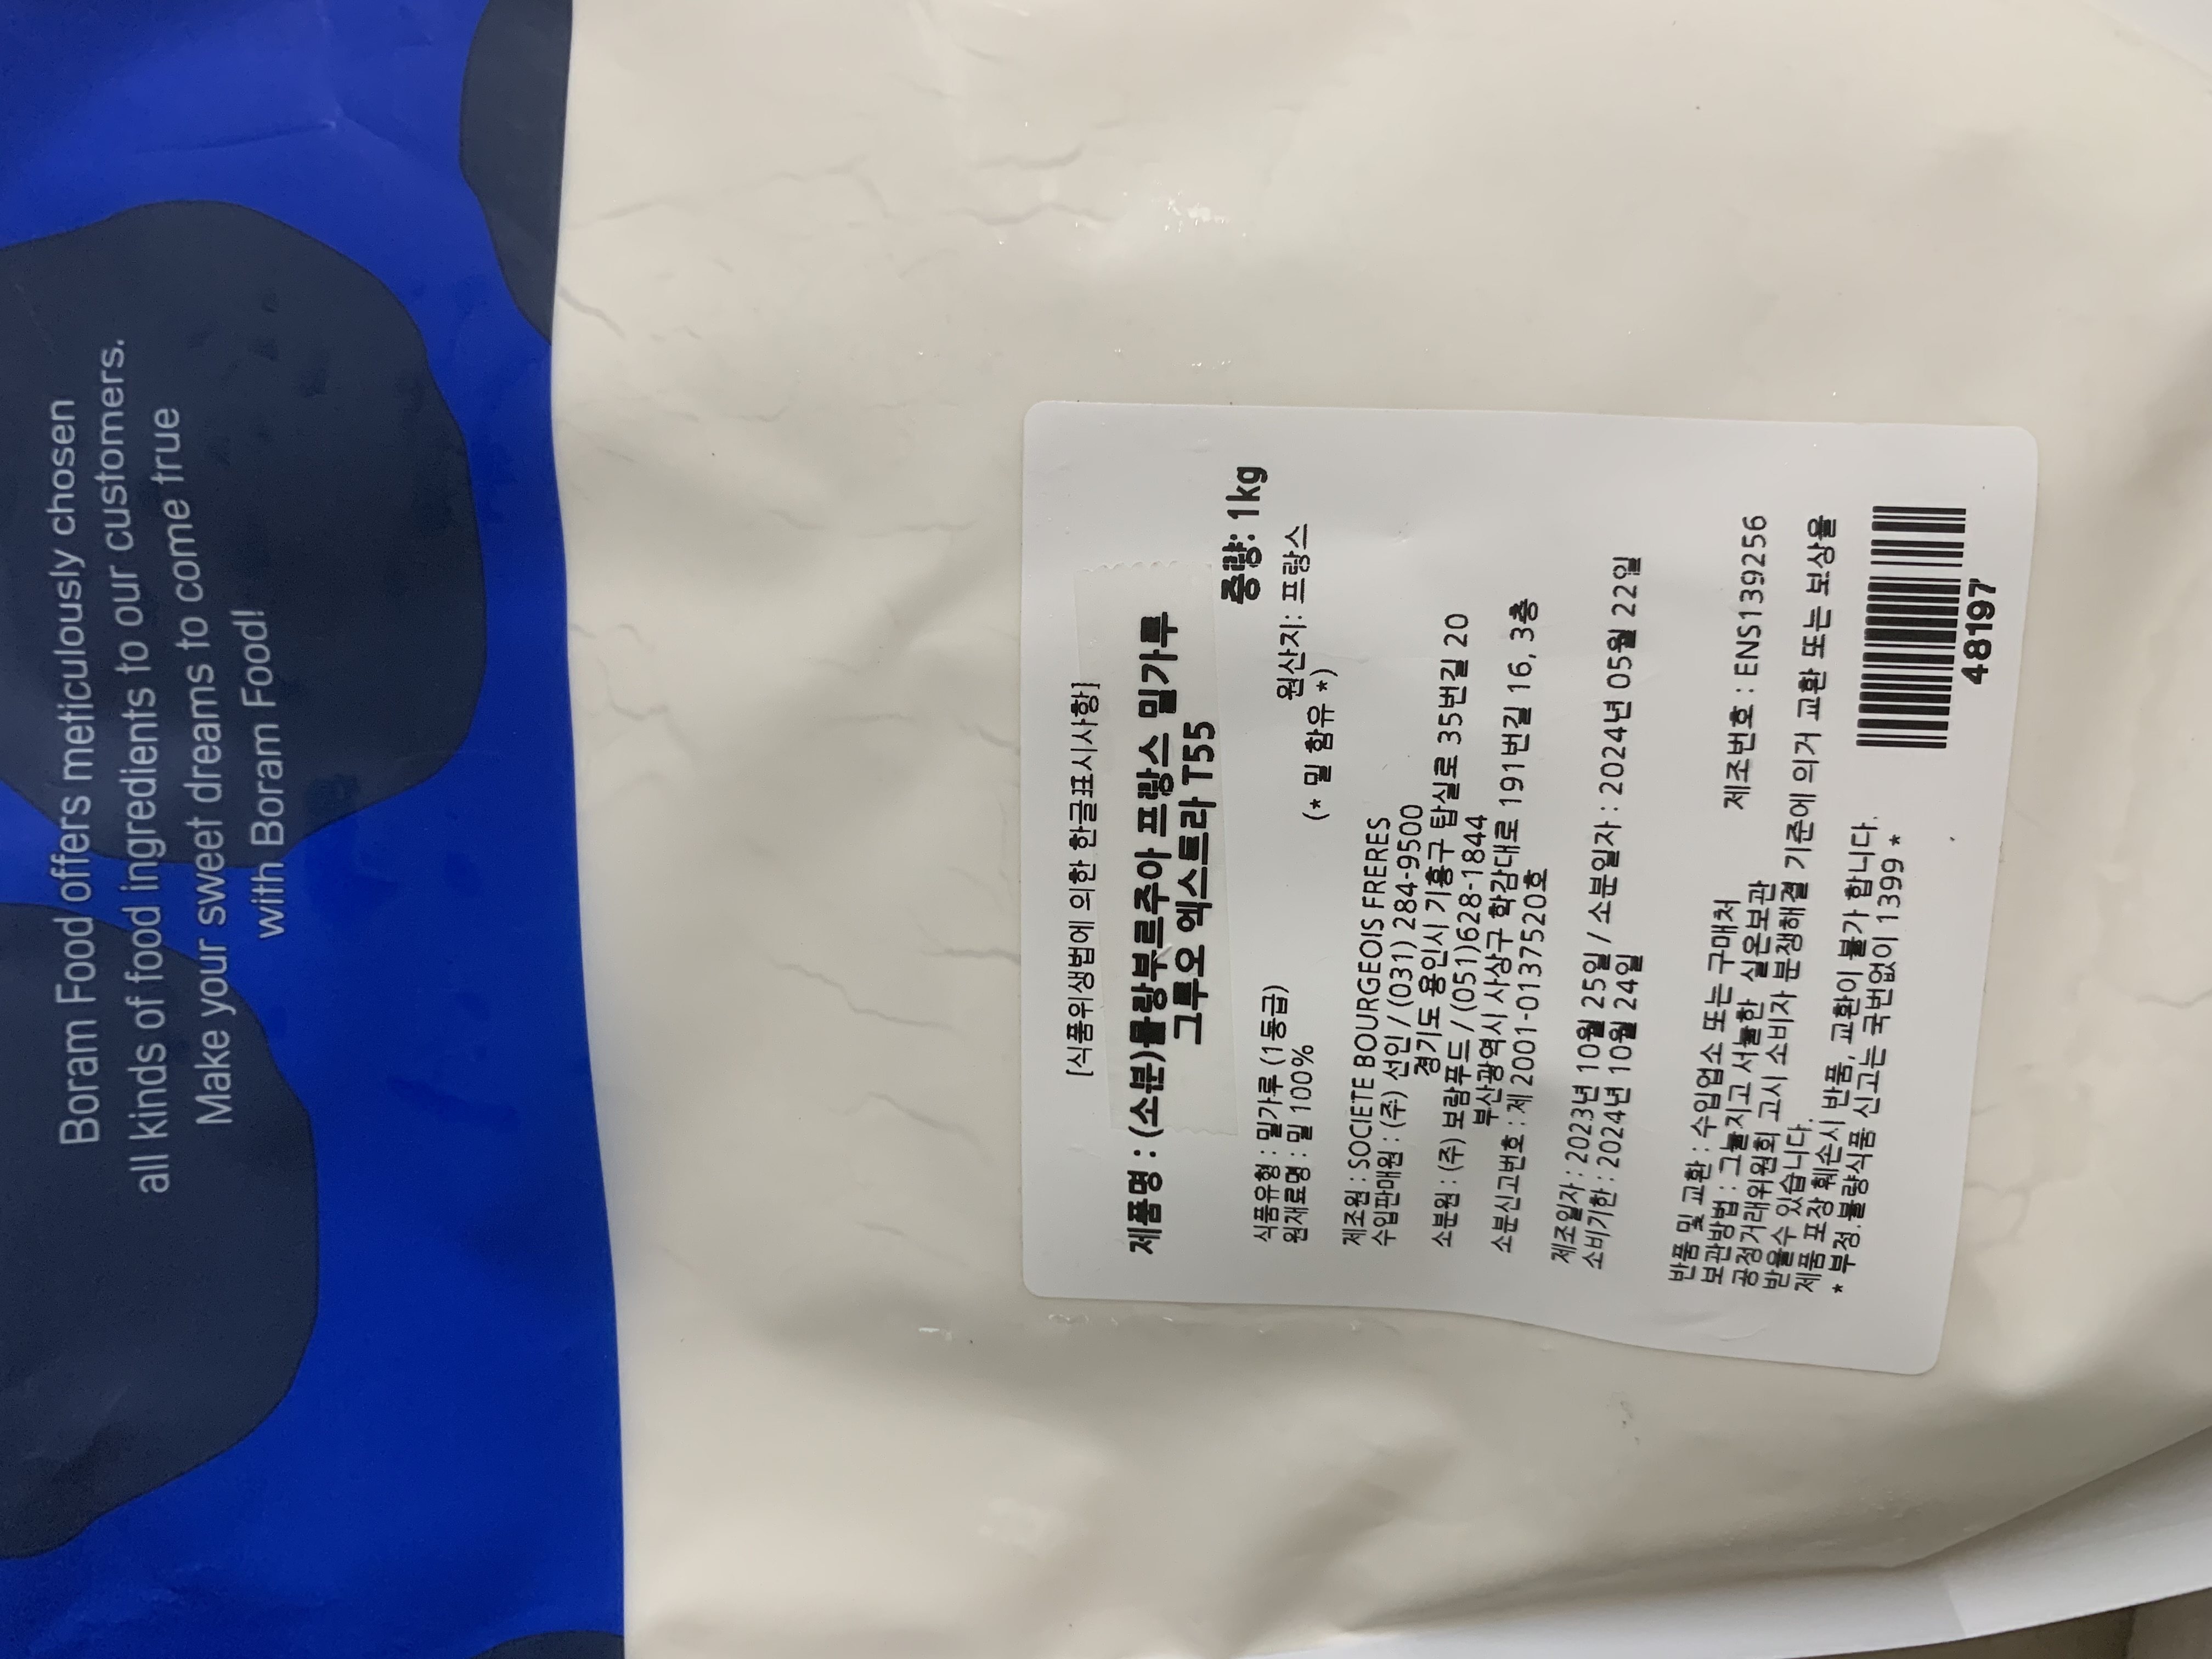 Boram Food offers meticulously chosen
all kinds of food ingredients to our customers.
Make your sweet dreams to come true
with Boram Food!
[식품위생법에 의한 한글표시사항]
제품명 : (소분)물랑부르주아 프랑스 밀가루
그루오 엑스트라 T55
중량: 1kg
식품유형 : 밀가루 (1등급) 원산지: 프랑스
원재료명 : 밀 100% (* 밀 함유 *)
제조원 : SOCIETE BOURGEOIS FRERES
수입판매원 : (주) 선인 / (031) 284-9500
경기도 용인시 기흥구 탑실로 35번길 20
소분원 : (주) 보람푸드 / (051)628-1844
부산광역시 사상구 학감대로 191번길 16, 3층
소분신고번호 : 제 2001-0137520호
제조일자 : 2023년 10월 25일 / 소분일자 : 2024년 05월 22일
소비기한 : 2024년 10월 24일
반품 및 교환 : 수입업소 또는 구매처 제조번호 : ENS139256
보관방법 : 그늘지고 서늘한 실온보관
공정거래위원회 고시 소비자 분쟁해결 기준에 의거 교환 또는 보상을
받을수 있습니다.
제품 포장 훼손시 반품, 교환이 불가 합니다.
* 부정.불량식품 신고는 국번없이 1399 *
48197